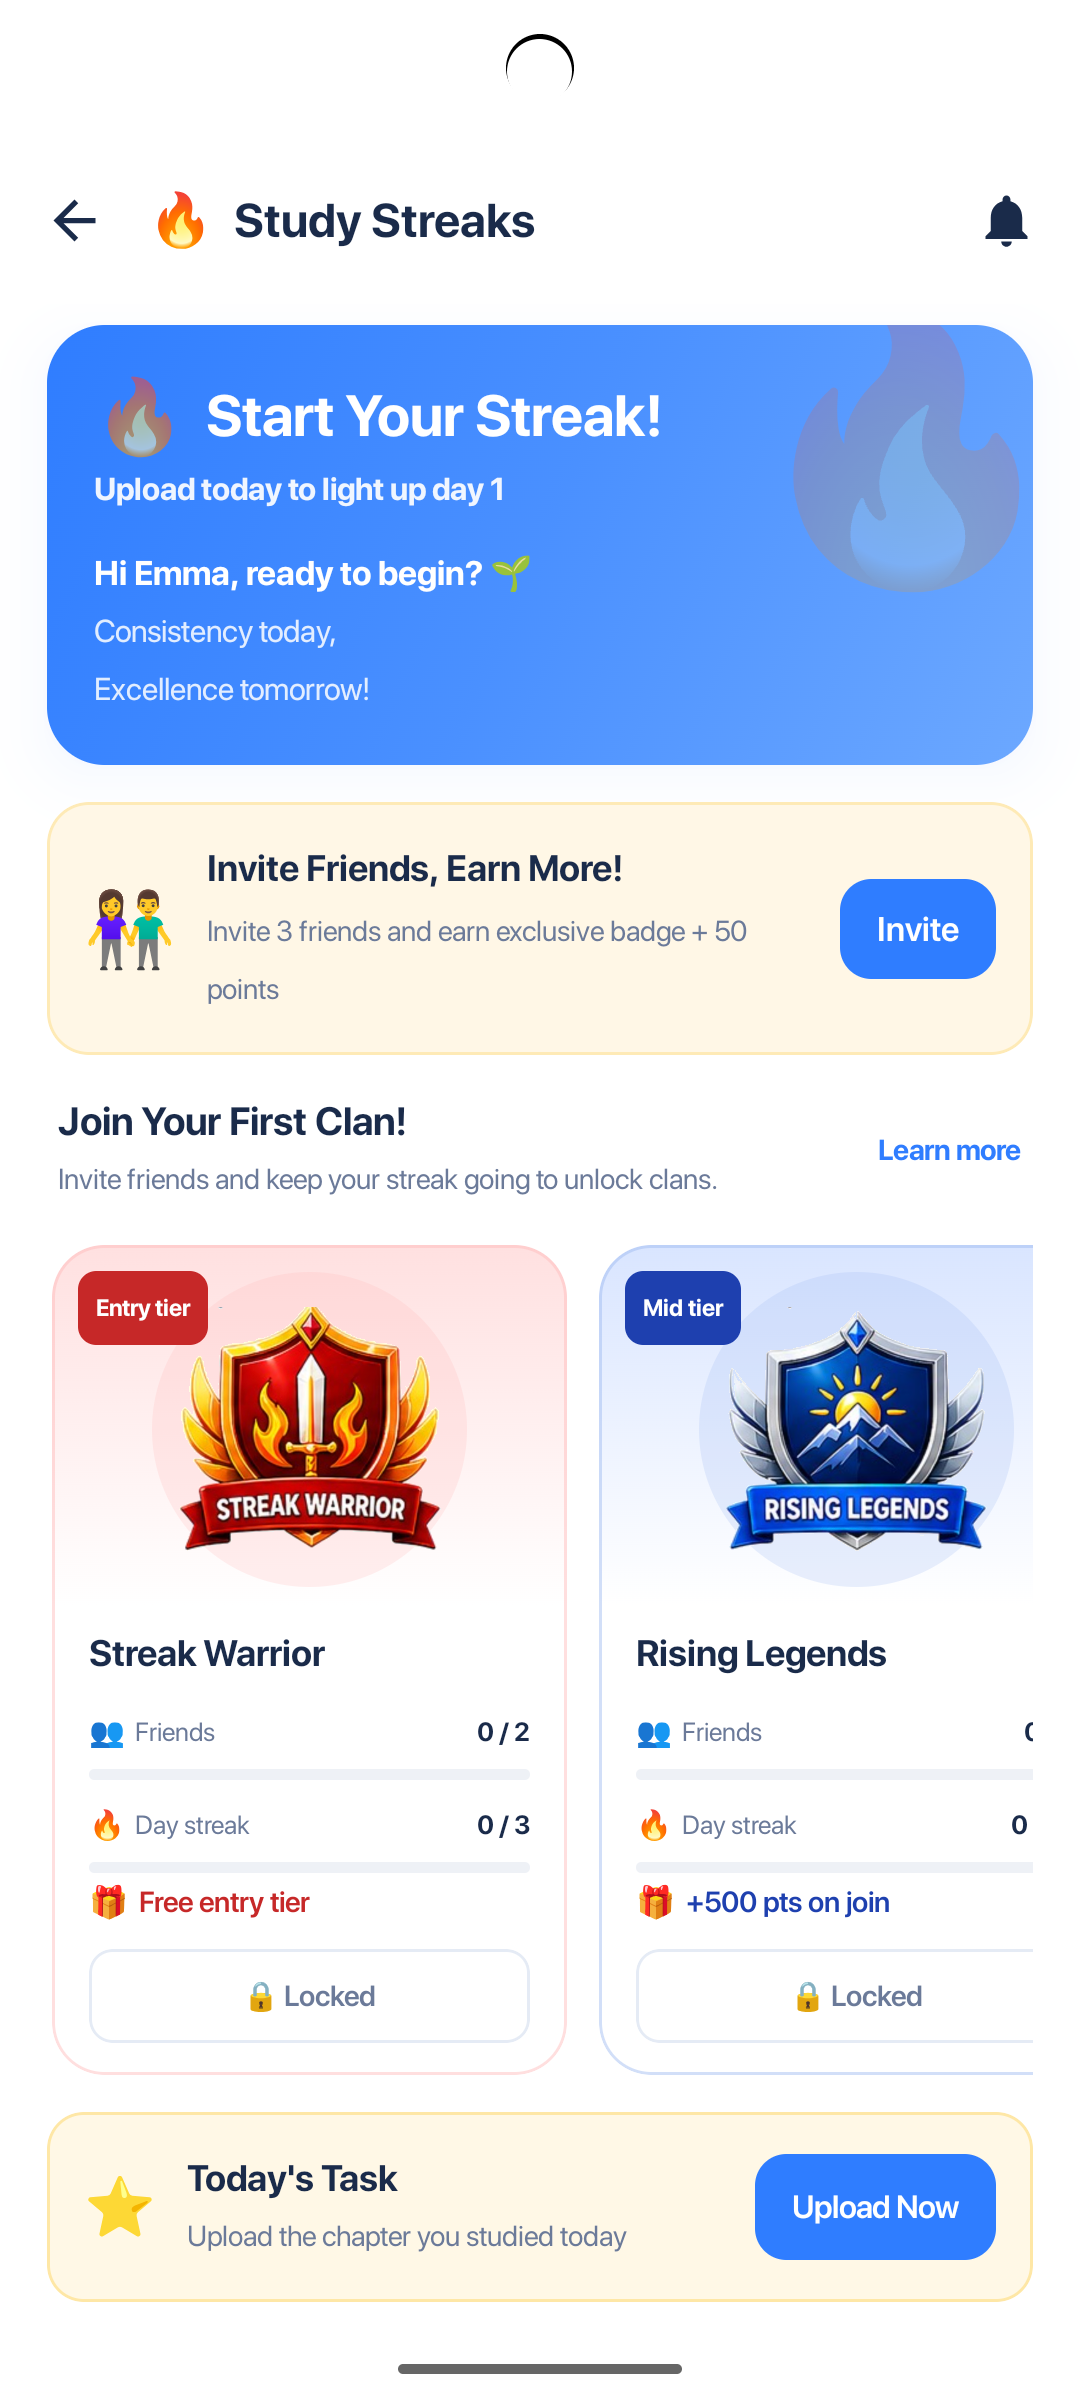 Study Streaks
Start Your Streak!
Upload today to light up day 1
Hi Emma, ready to begin? 🌱
Consistency today,
Excellence tomorrow!
Invite Friends, Earn More!
Invite 3 friends and earn exclusive badge + 50
points
Invite
Join Your First Clan!
Invite friends and keep your streak going to unlock clans.
Learn more
Entry tier
STREAK WARRIOR
Streak Warrior
Friends
0 / 2
Day streak
0 / 3
Free entry tier
Locked
Mid tier
RISING LEGENDS
Rising Legends
Friends
Day streak
0
+500 pts on join
Locked
Today's Task
Upload the chapter you studied today
Upload Now